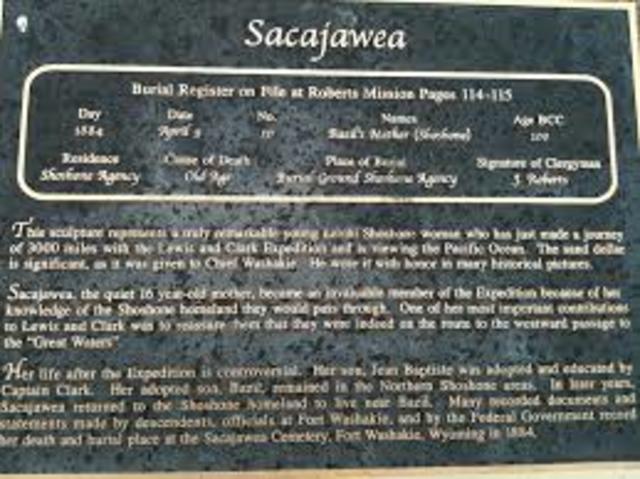 Sacajawea
Burial Register on File at Roberts Mission Pages 114-115
Day Date No. Names Age BCC
1884 April 9 Bazil's Mother (Shoshone) 100
Residence Cause of Death Place of Burial Signature of Clergyman
Shoshone Agency Old Age Burial Ground Shoshone Agency J. Roberts
This sculpture represents a truly remarkable young Shoshone woman who has just made a journey
of 3000 miles with the Lewis and Clark Expedition and is viewing the Pacific Ocean. The sand dollar
is significant, as it was given to Chief Washakie. He wore it with honor in many historical pictures.
Sacajawea, the quiet 16 year-old mother, became an invaluable member of the Expedition because of her
knowledge of the Shoshone homeland they would pass through. One of her most important contributions
to Lewis and Clark was to reassure them that they were indeed on the route to the westward passage to
the "Great Waters"
Her life after the Expedition is controversial. Her son, Jean Baptiste was adopted and educated by
Captain Clark. Her adopted son, Bazil, remained in the Northern Shoshone areas. In later years,
Sacajawea returned to the Shoshone homeland to live near Bazil. Many recorded documents and
statements made by descendents, officials at Fort Washakie, and by the Federal Government record
her death and burial place at the Sacajawea Cemetery, Fort Washakie, Wyoming in 1884.